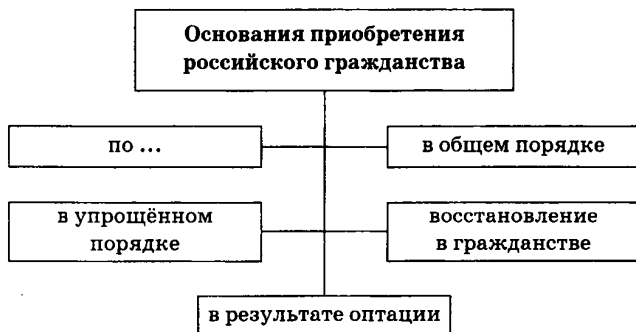 Основания приобретения
российского гражданства
по ...
в общем порядке
в упрощённом
порядке
восстановление
в гражданстве
в результате оптации